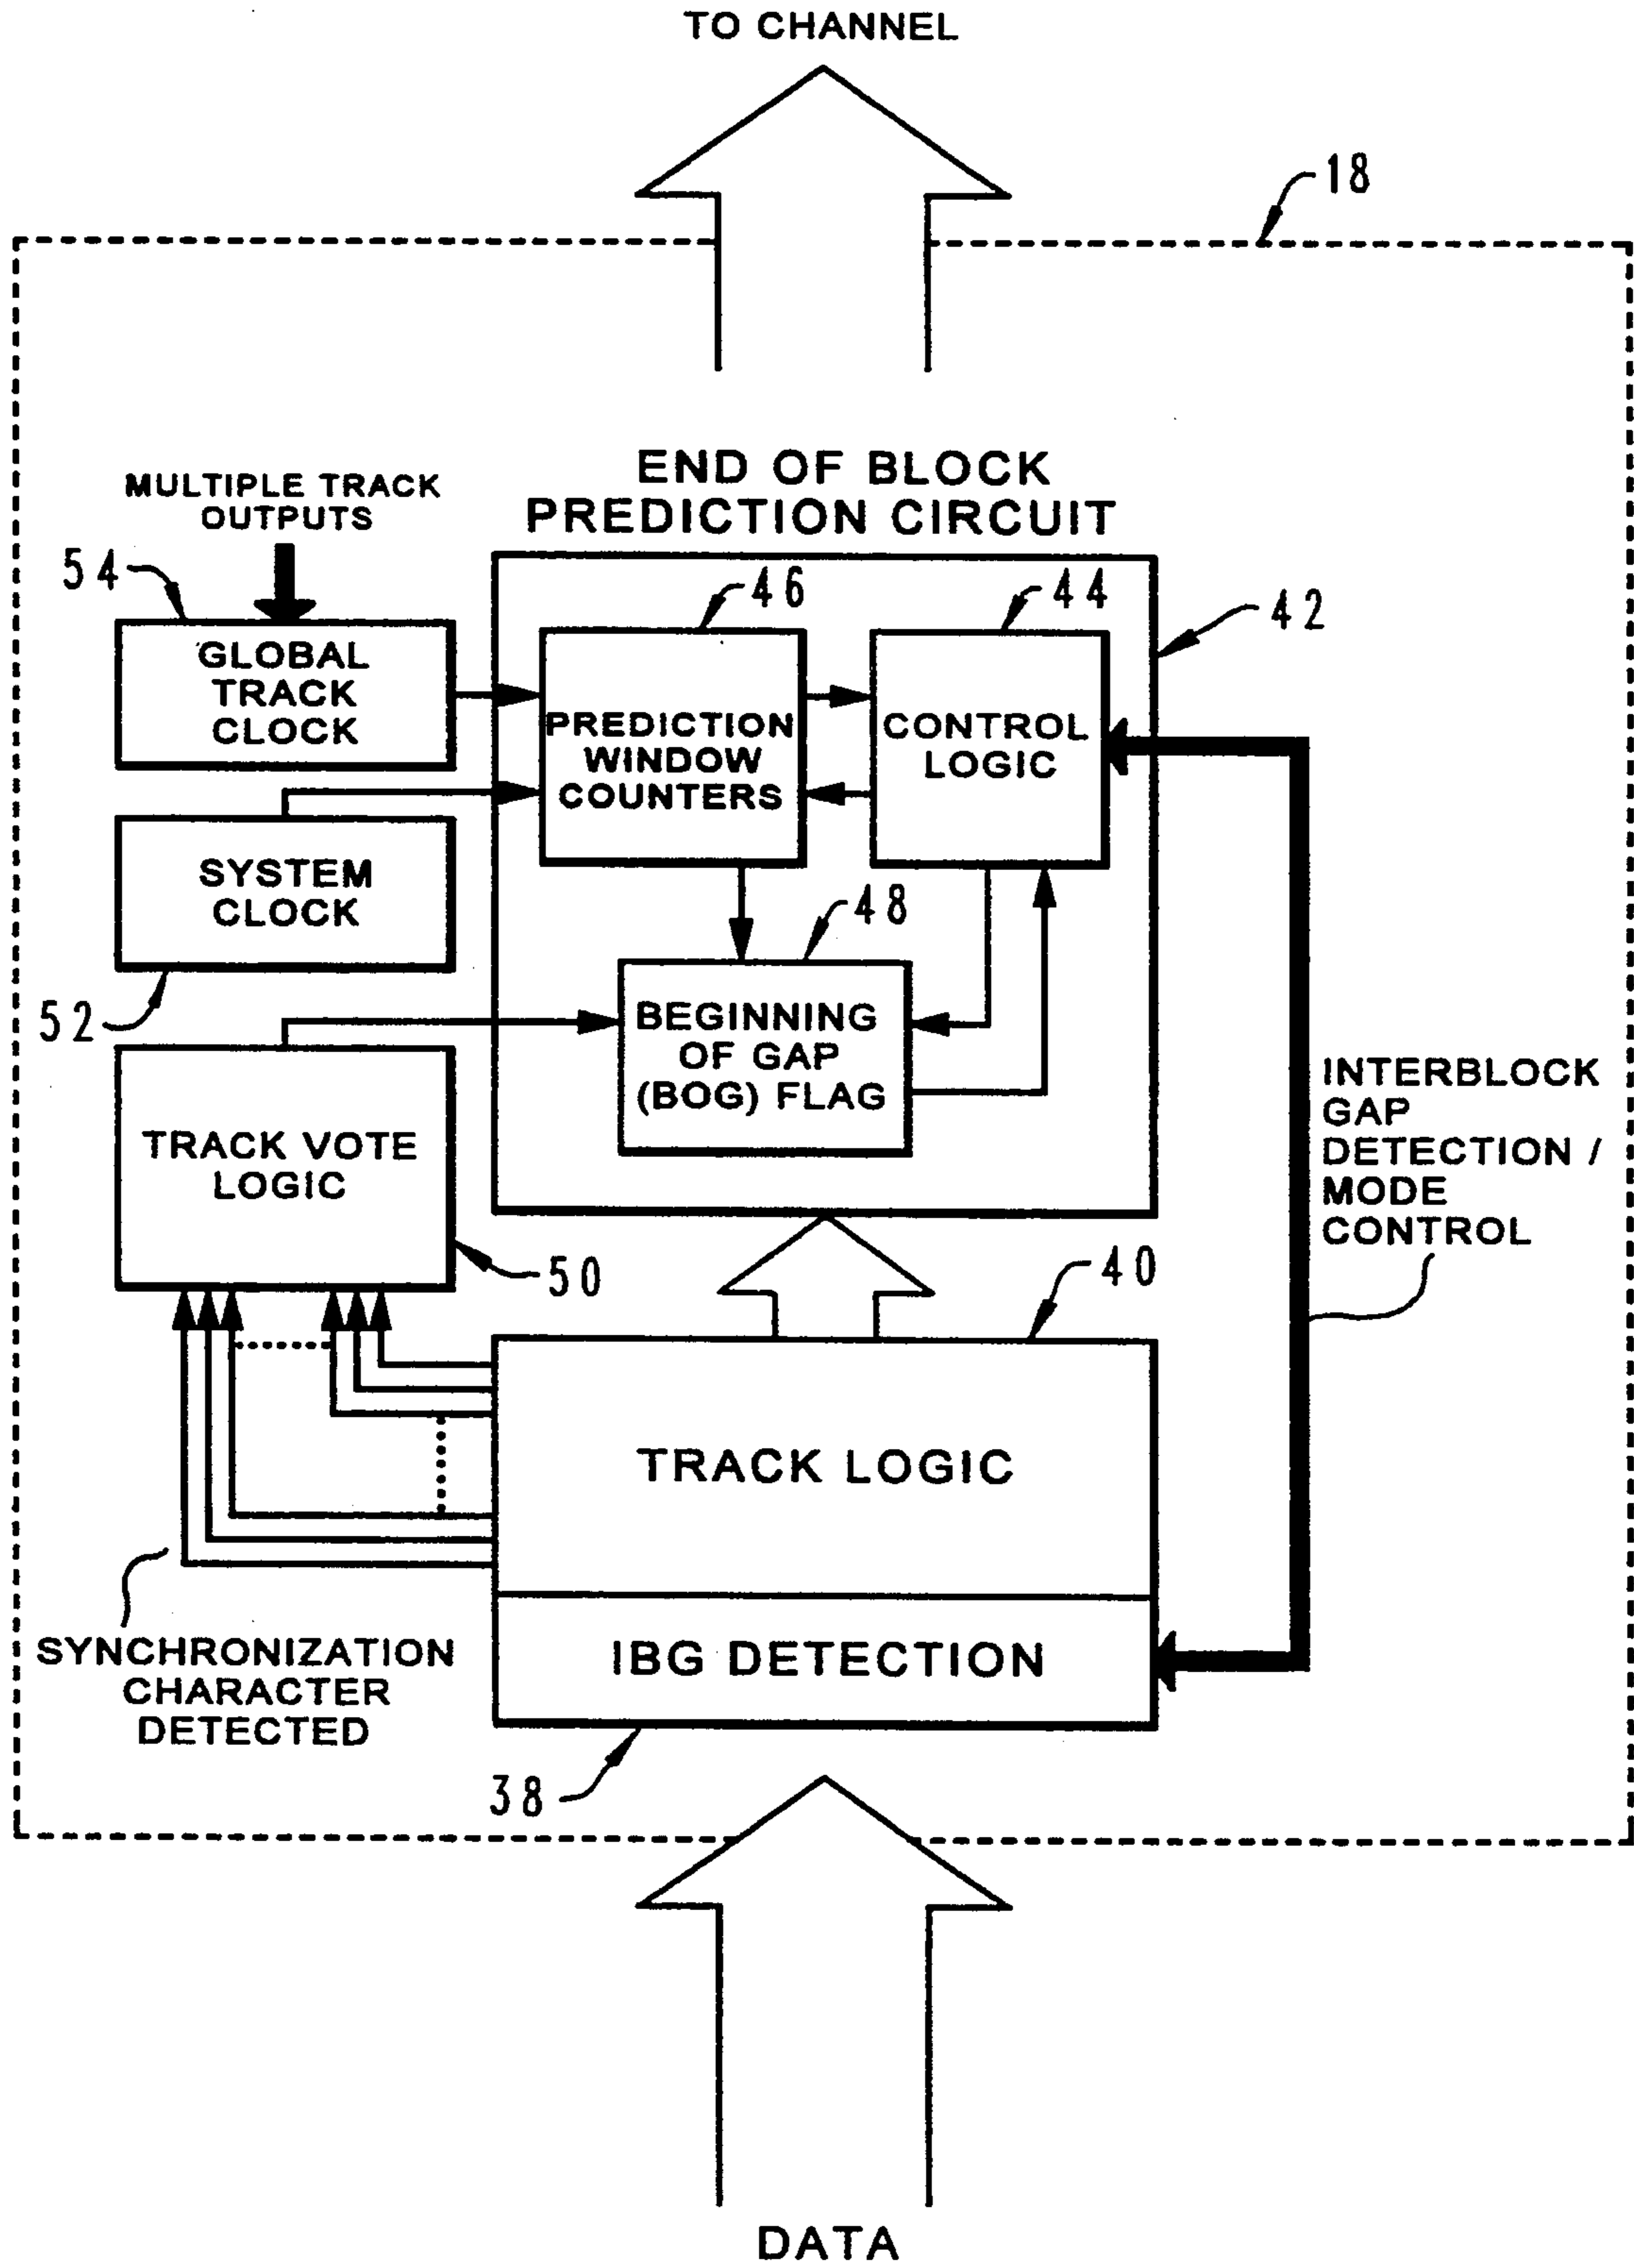 TO CHANNEL
18
END OF BLOCK
PREDICTION CIRCUIT
MULTIPLE TRACK
OUTPUTS
54
46
44
42
GLOBAL
TRACK
CLOCK
PREDICTION
WINDOW
COUNTERS
CONTROL
LOGIC
SYSTEM
CLOCK
52
48
BEGINNING
OF GAP
(BOG) FLAG
TRACK VOTE
LOGIC
50
INTERBLOCK
GAP
DETECTION /
MODE
CONTROL
40
TRACK LOGIC
IBG DETECTION
SYNCHRONIZATION
CHARACTER
DETECTED
38
DATA